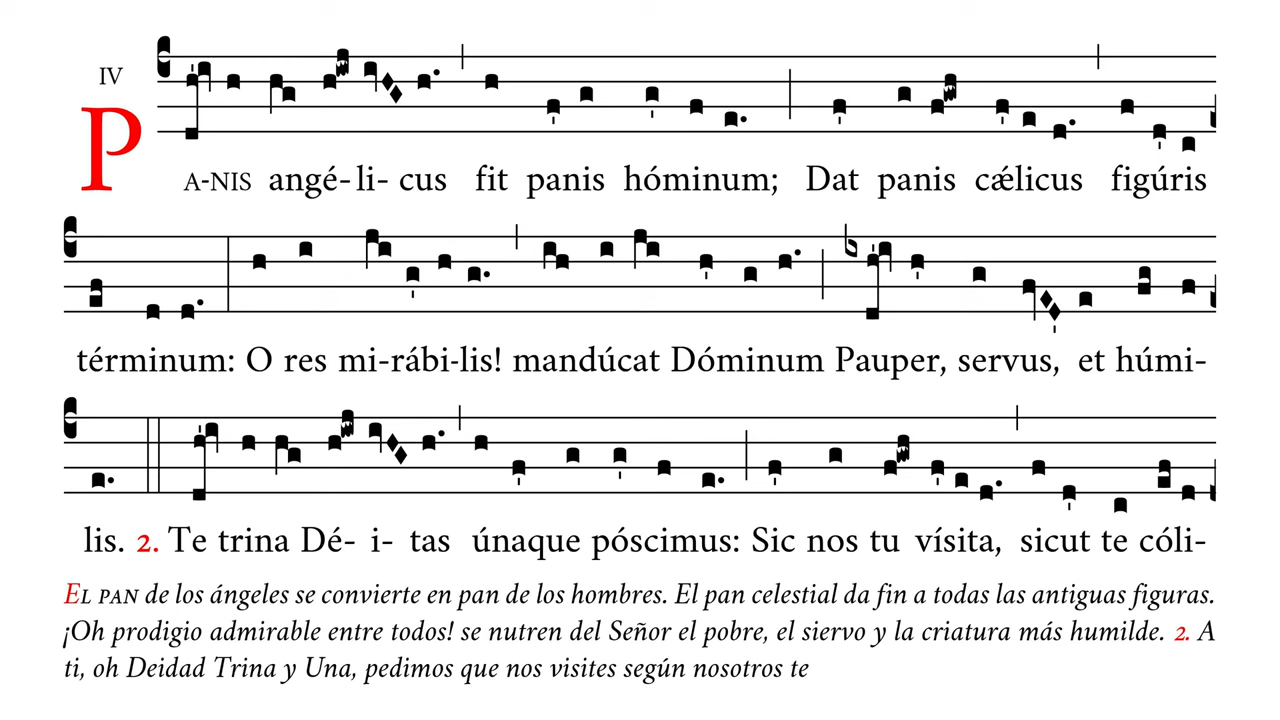 IV
PA-NIS angé-li-cus fit panis hóminum; Dat panis cǽlicus figúris
términum: O res mi-rábi-lis! mandúcat Dóminum Pauper, servus, et húmi-
lis. 2. Te trina Dé- i- tas únaque póscimus: Sic nos tu vísita, sicut te cóli-
EL PAN de los ángeles se convierte en pan de los hombres. El pan celestial da fin a todas las antiguas figuras.
¡Oh prodigio admirable entre todos! se nutren del Señor el pobre, el siervo y la criatura más humilde. 2. A
ti, oh Deidad Trina y Una, pedimos que nos visites según nosotros te